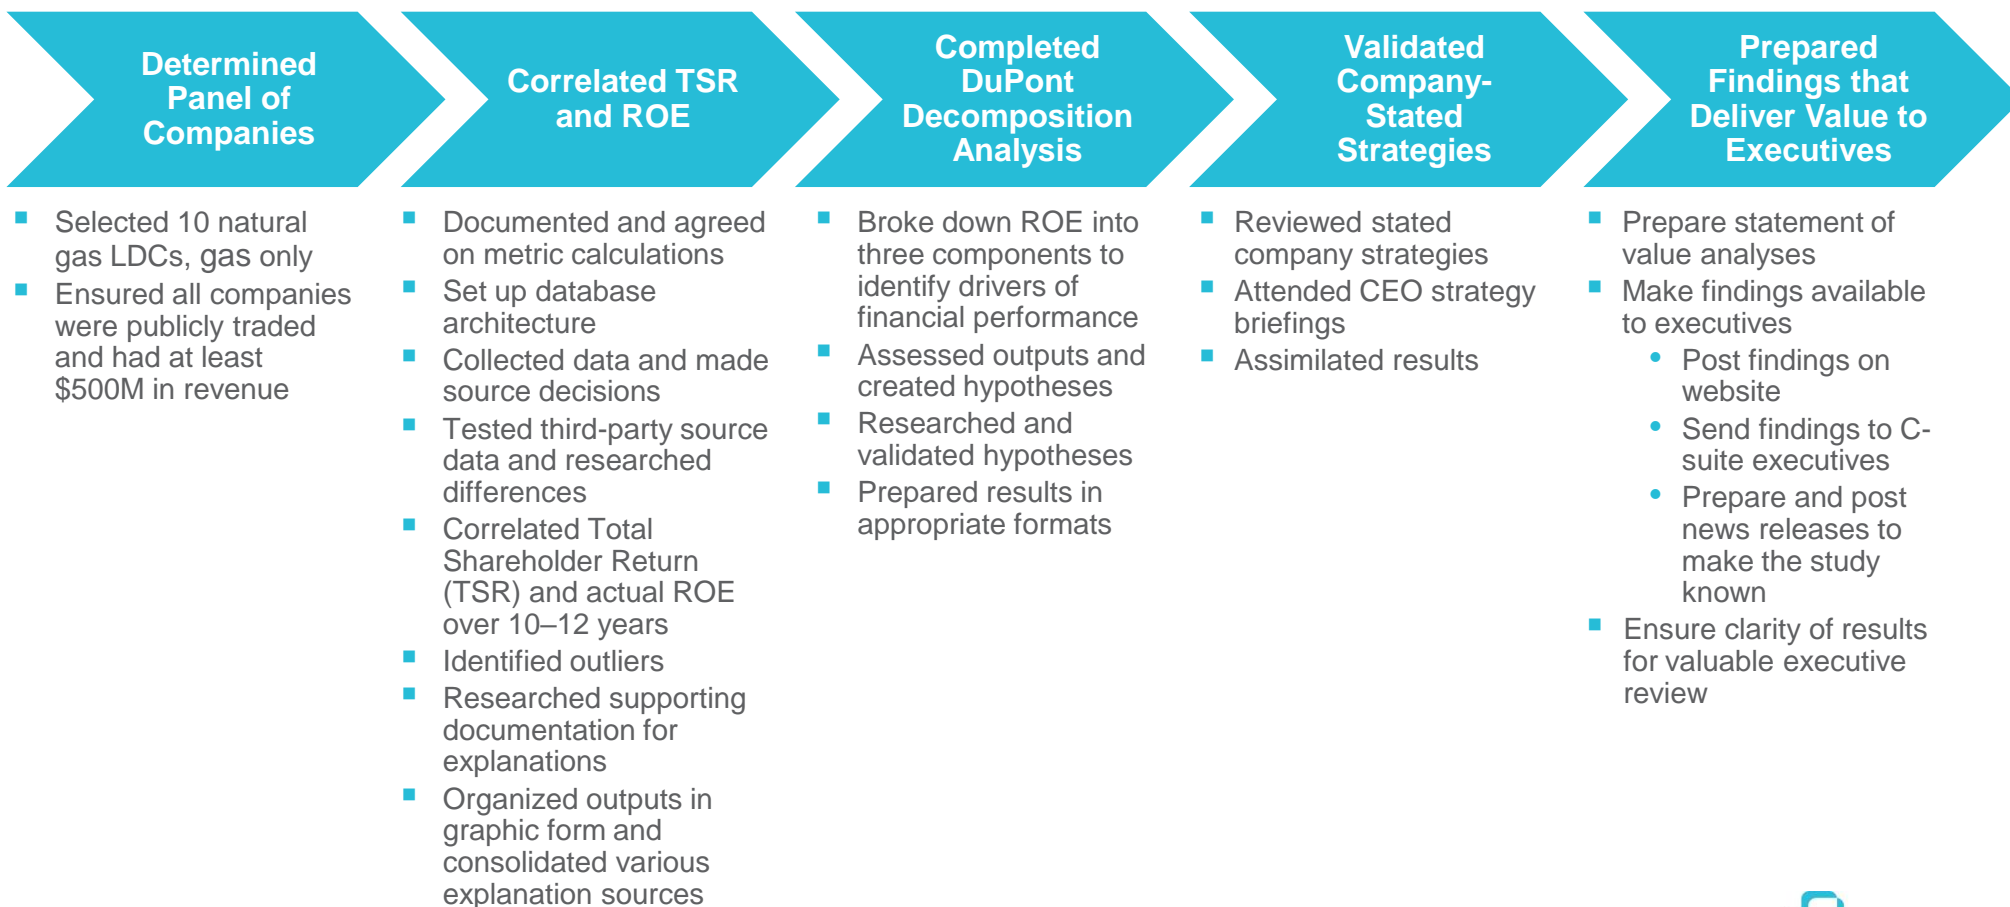 Determined
Panel of
Companies
Correlated TSR
and ROE
Completed
DuPont
Decomposition
Analysis
Validated
Company-
Stated
Strategies
Prepared
Findings that
Deliver Value to
Executives
Selected 10 natural
gas LDCs, gas only
Ensured all companies
were publicly traded
and had at least
$500M in revenue
Documented and agreed
on metric calculations
Set up database
architecture
Collected data and made
source decisions
Tested third-party source
data and researched
differences
Correlated Total
Shareholder Return
(TSR) and actual ROE
over 10–12 years
Identified outliers
Researched supporting
documentation for
explanations
Organized outputs in
graphic form and
consolidated various
explanation sources
Broke down ROE into
three components to
identify drivers of
financial performance
Assessed outputs and
created hypotheses
Researched and
validated hypotheses
Prepared results in
appropriate formats
Reviewed stated
company strategies
Attended CEO strategy
briefings
Assimilated results
Prepare statement of
value analyses
Make findings available
to executives
Post findings on
website
Send findings to C-
suite executives
Prepare and post
news releases to
make the study
known
Ensure clarity of results
for valuable executive
review